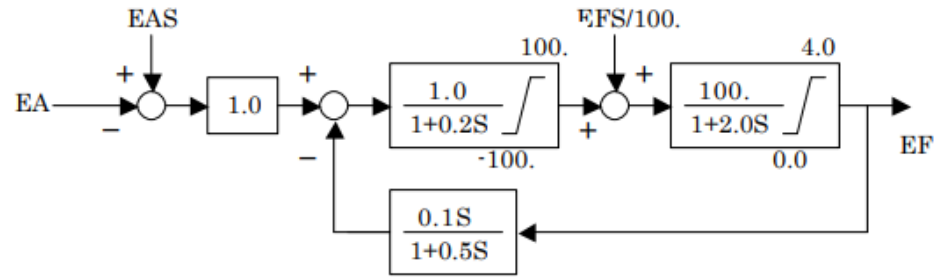 EAS
EFS/100.
100.
4.0
+
+
+
EA
1.0
1.0
1+0.2S
100.
1+2.0S
−
−
+
-100.
0.0
EF
0.1S
1+0.5S